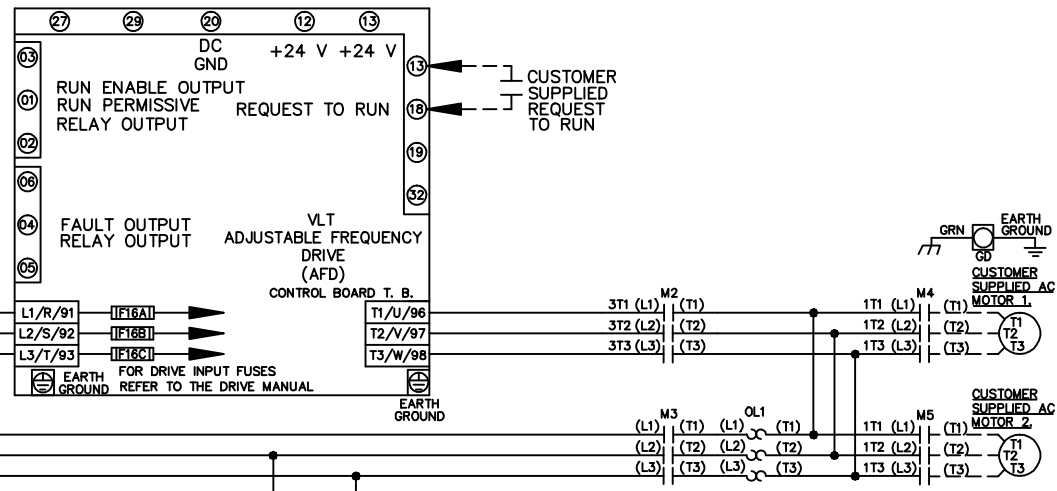 27 29 20 12 13
DC
GND
+24 V +24 V
03
13
CUSTOMER
SUPPLIED
REQUEST
TO RUN
01
RUN ENABLE OUTPUT
RUN PERMISSIVE
RELAY OUTPUT
REQUEST TO RUN
18
02
19
06
32
04
FAULT OUTPUT
RELAY OUTPUT
05
VLT
ADJUSTABLE FREQUENCY
DRIVE
(AFD)
CONTROL BOARD T. B.
GRN
GD
EARTH
GROUND
CUSTOMER
SUPPLIED AC
MOTOR 1.
M2 M4
L1/R/91 F16A T1/U/96 3T1 (L1) (T1) 1T1 (L1) (T1) T1
L2/S/92 F16B T2/V/97 3T2 (L2) (T2) 1T2 (L2) (T2) T2
L3/T/93 F16C T3/W/98 3T3 (L3) (T3) 1T3 (L3) (T3) T3
EARTH
GROUND
FOR DRIVE INPUT FUSES
REFER TO THE DRIVE MANUAL
EARTH
GROUND
CUSTOMER
SUPPLIED AC
MOTOR 2.
M3 OL1 M5
(L1) (T1) (L1) (T1) 1T1 (L1) (T1) T1
(L2) (T2) (L2) (T2) 1T2 (L2) (T2) T2
(L3) (T3) (L3) (T3) 1T3 (L3) (T3) T3